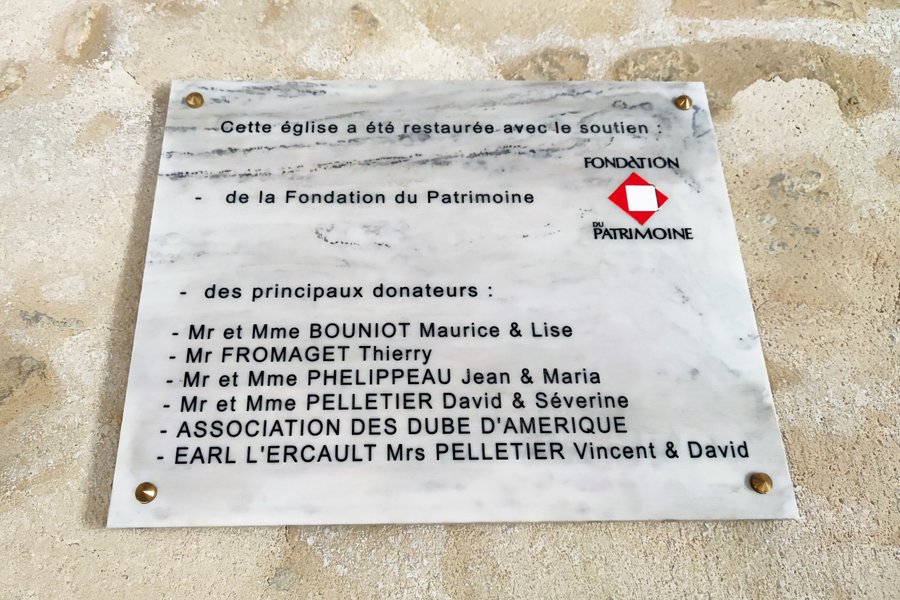 Cette église a été restaurée avec le soutien :
FONDATION
DU
PATRIMOINE
- de la Fondation du Patrimoine
- des principaux donateurs :
- Mr et Mme BOUNIOT Maurice & Lise
- Mr FROMAGET Thierry
- Mr et Mme PHELIPPEAU Jean & Maria
- Mr et Mme PELLETIER David & Séverine
- ASSOCIATION DES DUBE D'AMERIQUE
- EARL L'ERCAULT Mrs PELLETIER Vincent & David